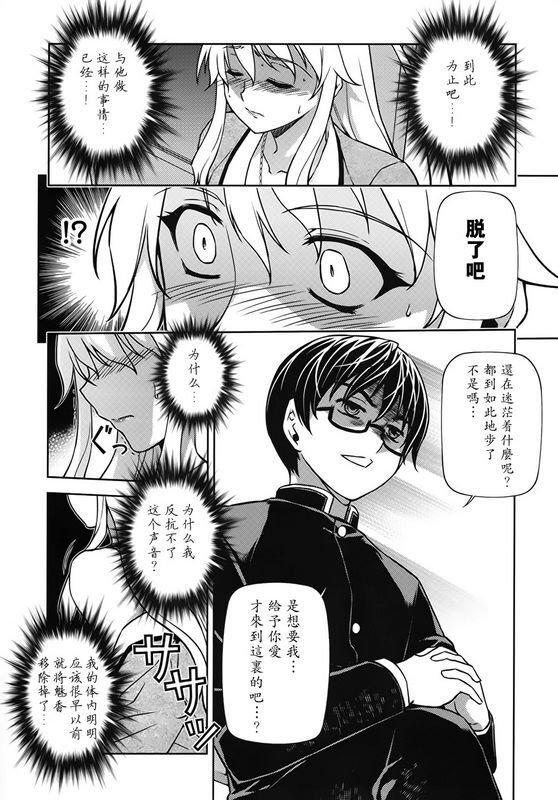 到此
为止吧…!
与他做
这样的事情…
已经…!
脱了吧
!?
還在迷茫着什麼呢?
都到如此地步了
不是嗎…
为什么…
ぐっ
为什么我
反抗不了
这个声音?
是想要我…
給予你愛
才來到這裏的吧…?
ササッ
我的体内明明
应该很早以前
就将魅香
移除掉了…